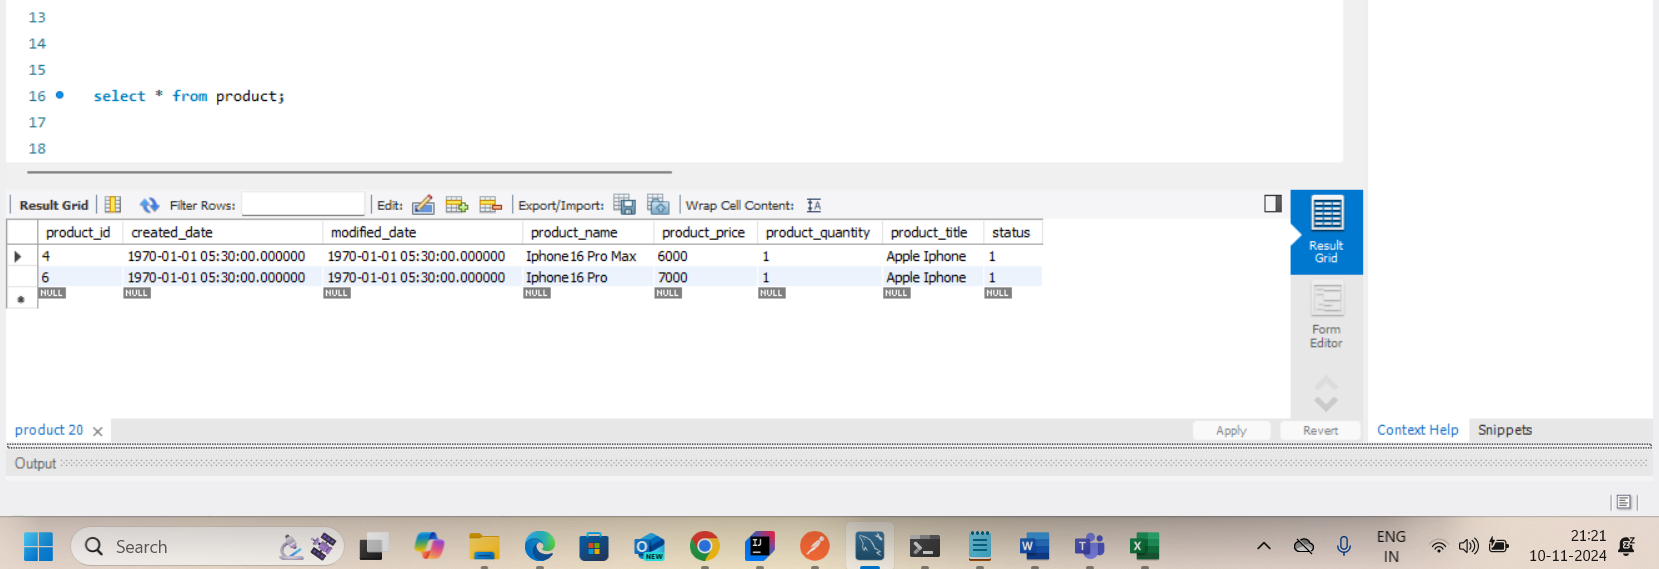 13
14
15
16 select * from product;
17
18
Result Grid Filter Rows: Edit: Export/Import: Wrap Cell Content: IA
product_id created_date modified_date product_name product_price product_quantity product_title status
4 1970-01-01 05:30:00.000000 1970-01-01 05:30:00.000000 Iphone16 Pro Max 6000 1 Apple Iphone 1
6 1970-01-01 05:30:00.000000 1970-01-01 05:30:00.000000 Iphone16 Pro 7000 1 Apple Iphone 1
NULL NULL NULL NULL NULL NULL NULL NULL
Result
Grid
Form
Editor
product 20
Apply Revert
Context Help Snippets
Output
Search
NEW
ENG
IN
21:21
10-11-2024